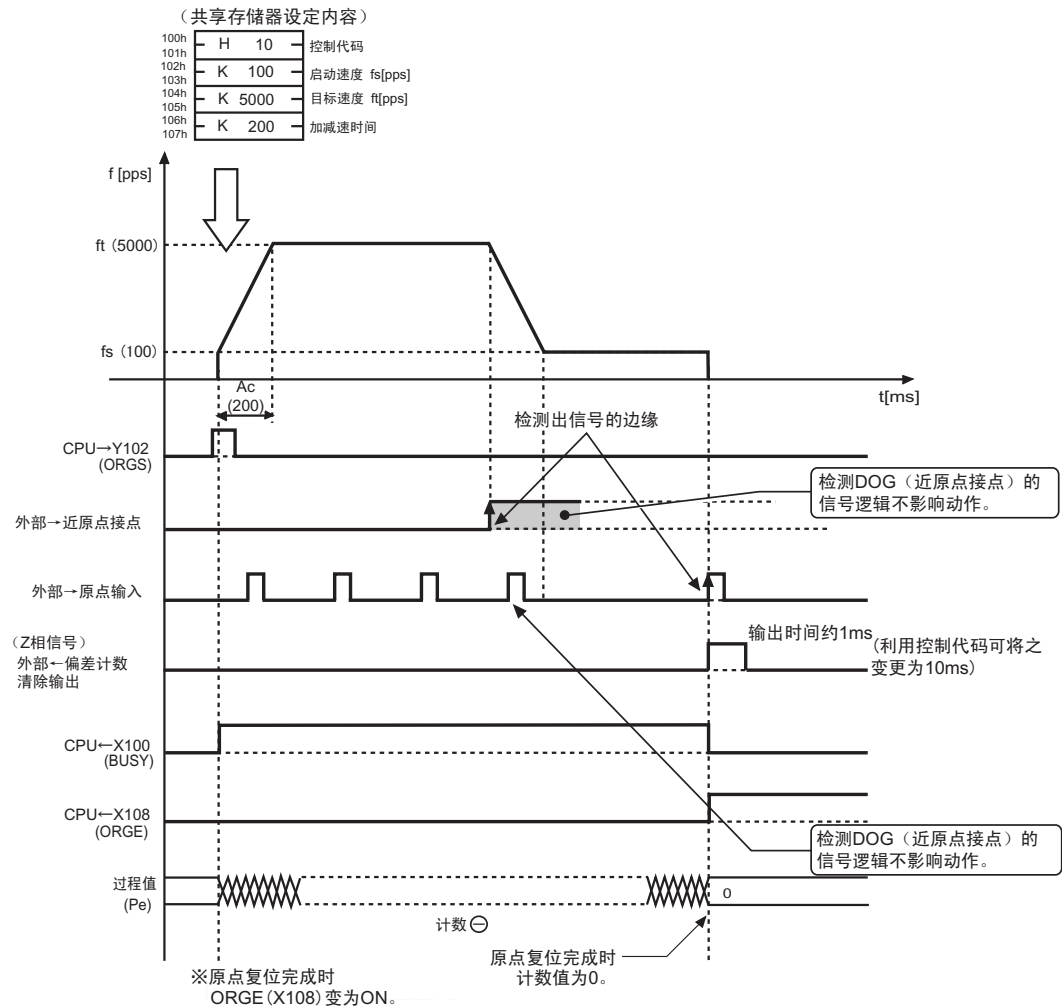 （共享存储器设定内容）
100h
101h
H 10
控制代码
102h
103h
K 100
启动速度 fs[pps]
104h
105h
K 5000
目标速度 ft[pps]
106h
107h
K 200
加减速时间
f [pps]
ft (5000)
fs (100)
t[ms]
Ac
(200)
检测出信号的边缘
CPU→Y102
(ORGS)
检测DOG（近原点接点）的
信号逻辑不影响动作。
外部→近原点接点
外部→原点输入
（Z相信号）
外部←偏差计数
清除输出
输出时间约1ms
(利用控制代码可将之
变更为10ms)
CPU←X100
(BUSY)
CPU←X108
(ORGE)
检测DOG（近原点接点）的
信号逻辑不影响动作。
过程值
(Pe)
0
计数⊖
原点复位完成时
计数值为0。
※原点复位完成时
ORGE(X108)变为ON。